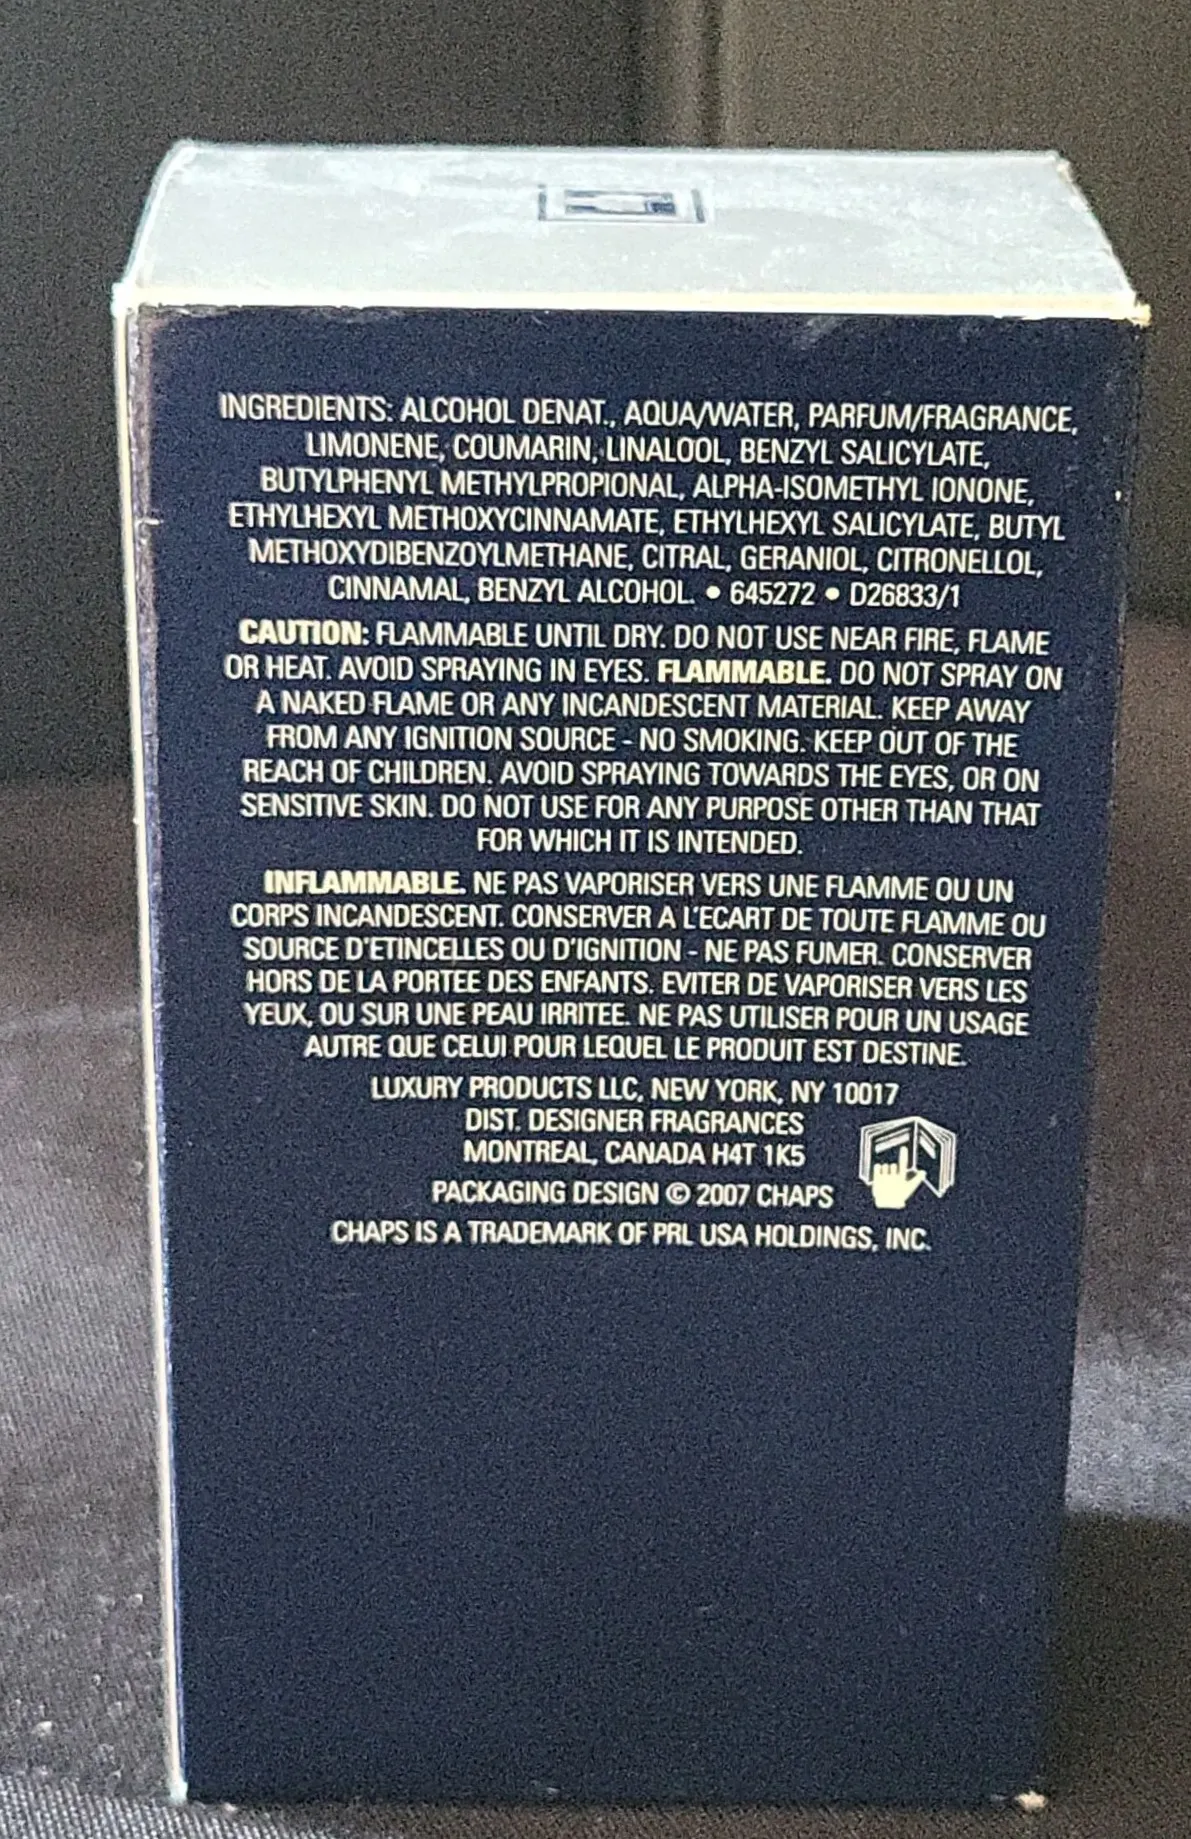 INGREDIENTS: ALCOHOL DENAT., AQUA/WATER, PARFUM/FRAGRANCE,
LIMONENE, COUMARIN, LINALOOL, BENZYL SALICYLATE,
BUTYLPHENYL METHYLPROPIONAL, ALPHA-ISOMETHYL IONONE,
ETHYLHEXYL METHOXYCINNAMATE, ETHYLHEXYL SALICYLATE, BUTYL
METHOXYDIBENZOYLMETHANE, CITRAL, GERANIOL, CITRONELLOL,
CINNAMAL, BENZYL ALCOHOL. • 645272 • D26833/1
CAUTION: FLAMMABLE UNTIL DRY. DO NOT USE NEAR FIRE, FLAME
OR HEAT. AVOID SPRAYING IN EYES. FLAMMABLE. DO NOT SPRAY ON
A NAKED FLAME OR ANY INCANDESCENT MATERIAL. KEEP AWAY
FROM ANY IGNITION SOURCE - NO SMOKING. KEEP OUT OF THE
REACH OF CHILDREN. AVOID SPRAYING TOWARDS THE EYES, OR ON
SENSITIVE SKIN. DO NOT USE FOR ANY PURPOSE OTHER THAN THAT
FOR WHICH IT IS INTENDED.
INFLAMMABLE. NE PAS VAPORISER VERS UNE FLAMME OU UN
CORPS INCANDESCENT. CONSERVER A L'ECART DE TOUTE FLAMME OU
SOURCE D'ETINCELLES OU D'IGNITION - NE PAS FUMER. CONSERVER
HORS DE LA PORTEE DES ENFANTS. EVITER DE VAPORISER VERS LES
YEUX, OU SUR UNE PEAU IRRITEE. NE PAS UTILISER POUR UN USAGE
AUTRE QUE CELUI POUR LEQUEL LE PRODUIT EST DESTINE.
LUXURY PRODUCTS LLC, NEW YORK, NY 10017
DIST. DESIGNER FRAGRANCES
MONTREAL, CANADA H4T 1K5
PACKAGING DESIGN © 2007 CHAPS
CHAPS IS A TRADEMARK OF PRL USA HOLDINGS, INC.